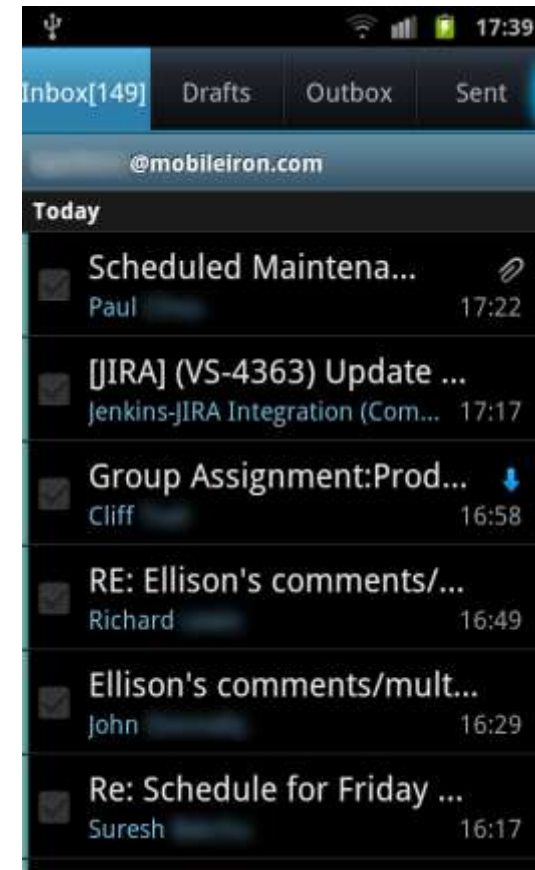 17:39
Inbox[149] Drafts Outbox Sent
@mobileiron.com
Today
Scheduled Maintena...
Paul
17:22
[JIRA] (VS-4363) Update ...
Jenkins-JIRA Integration (Com... 17:17
Group Assignment:Prod...
Cliff
16:58
RE: Ellison's comments/...
Richard
16:49
Ellison's comments/mult...
John
16:29
Re: Schedule for Friday ...
Suresh
16:17